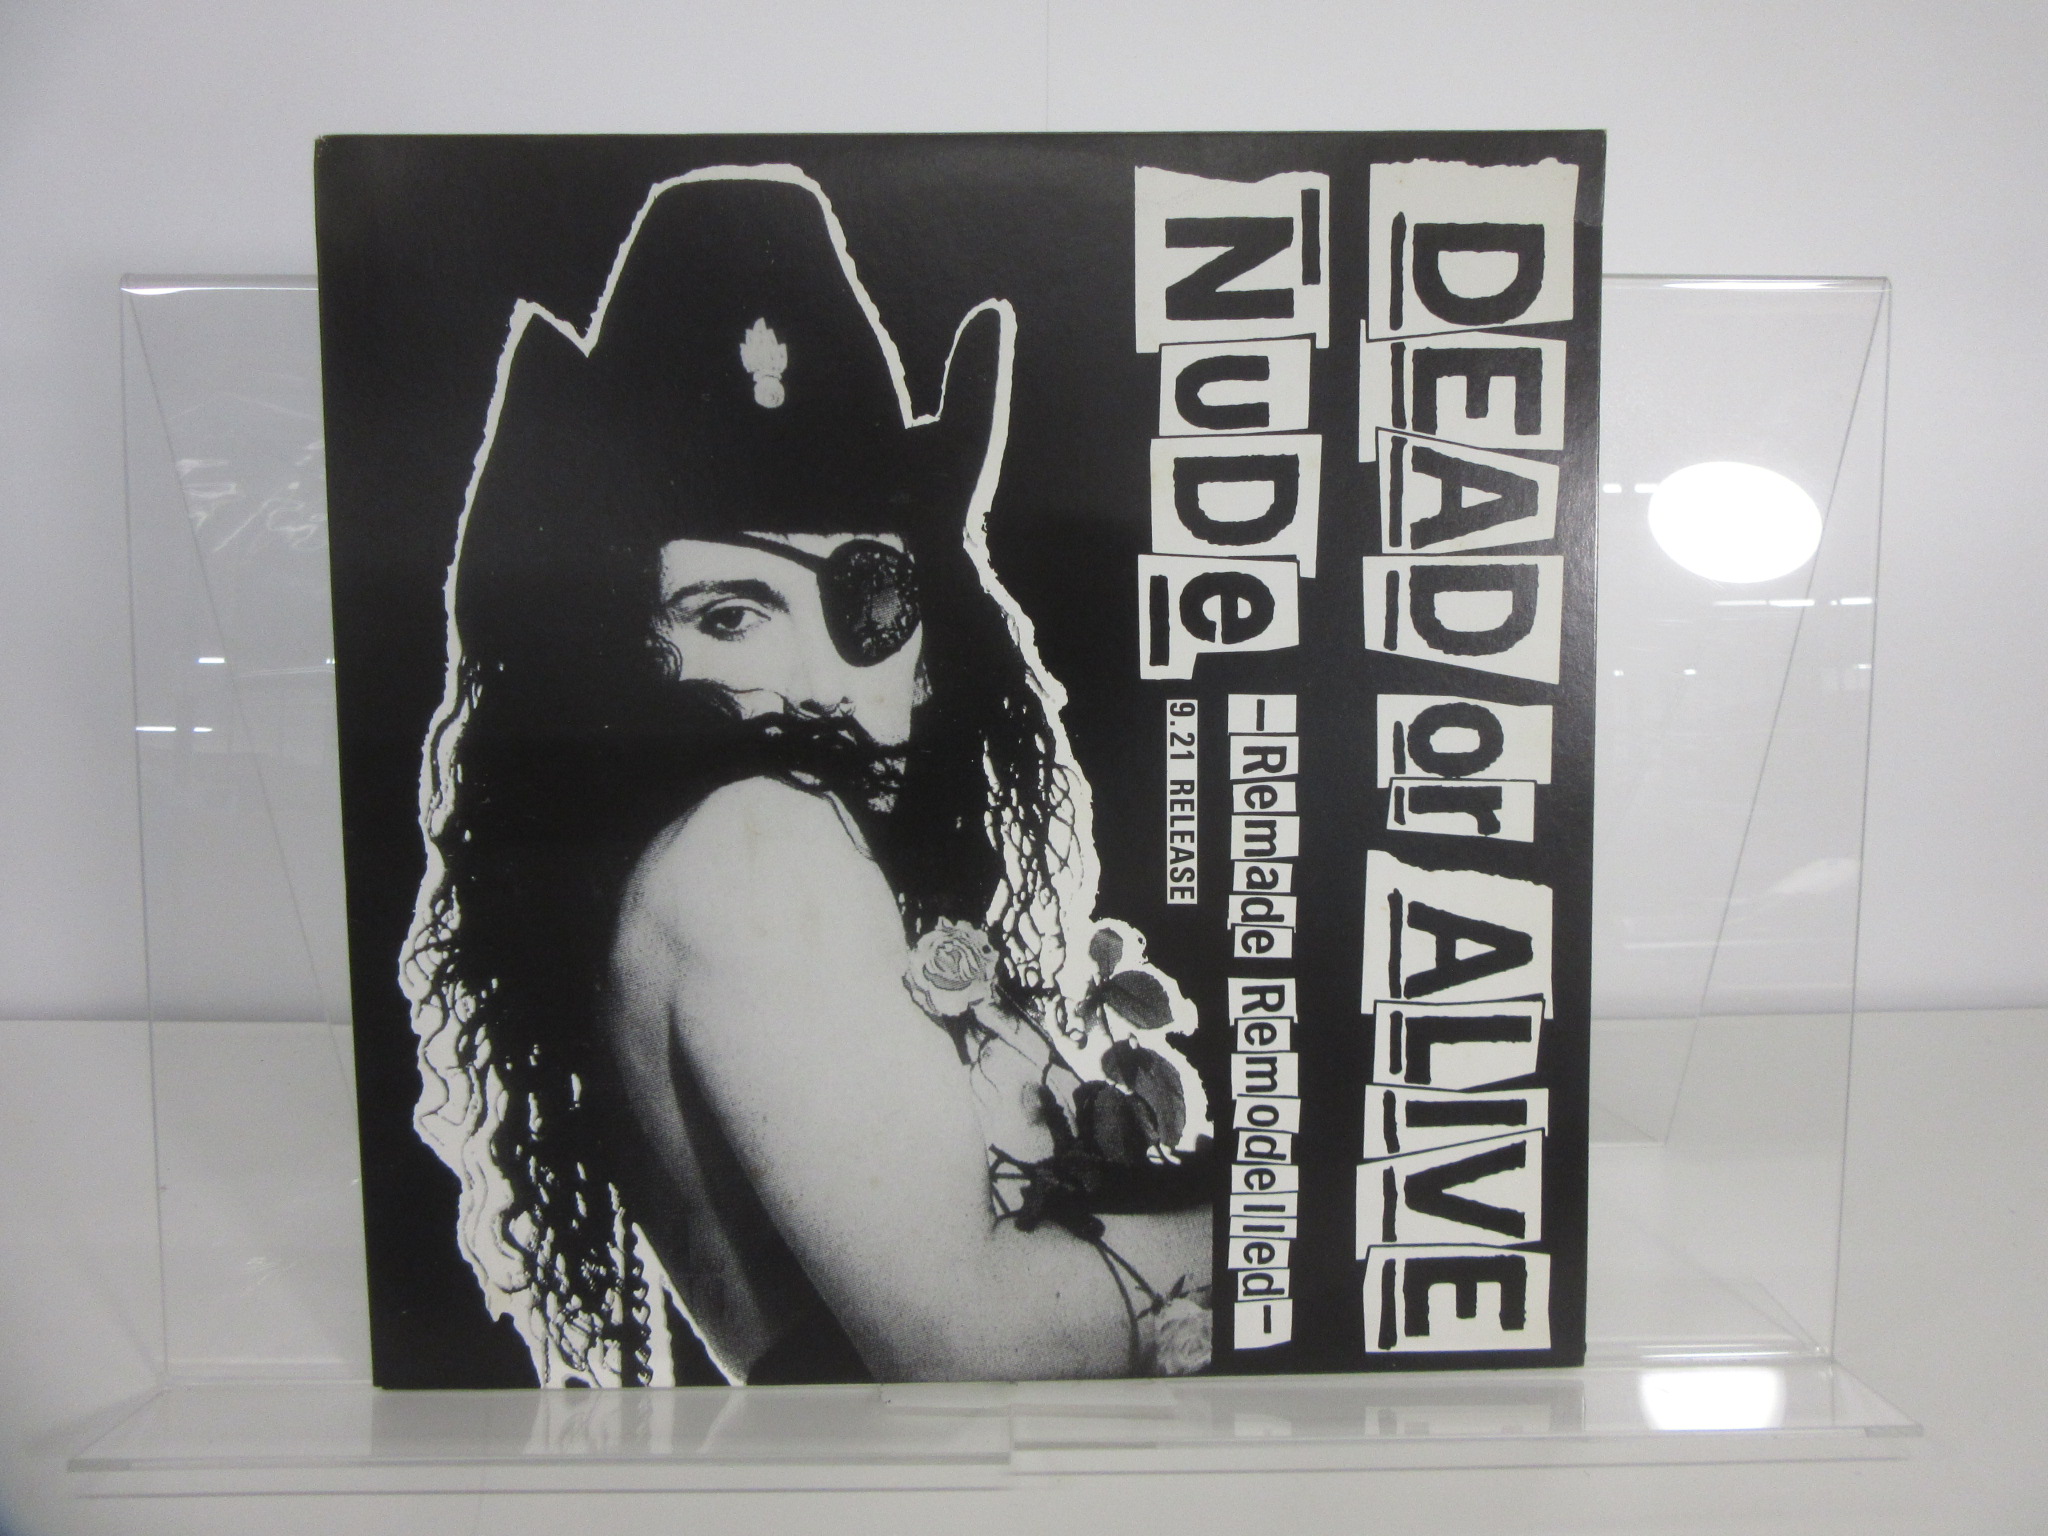 DEAD or ALIVE
NuDe
—Remade Remodelled—
9.21 RELEASE